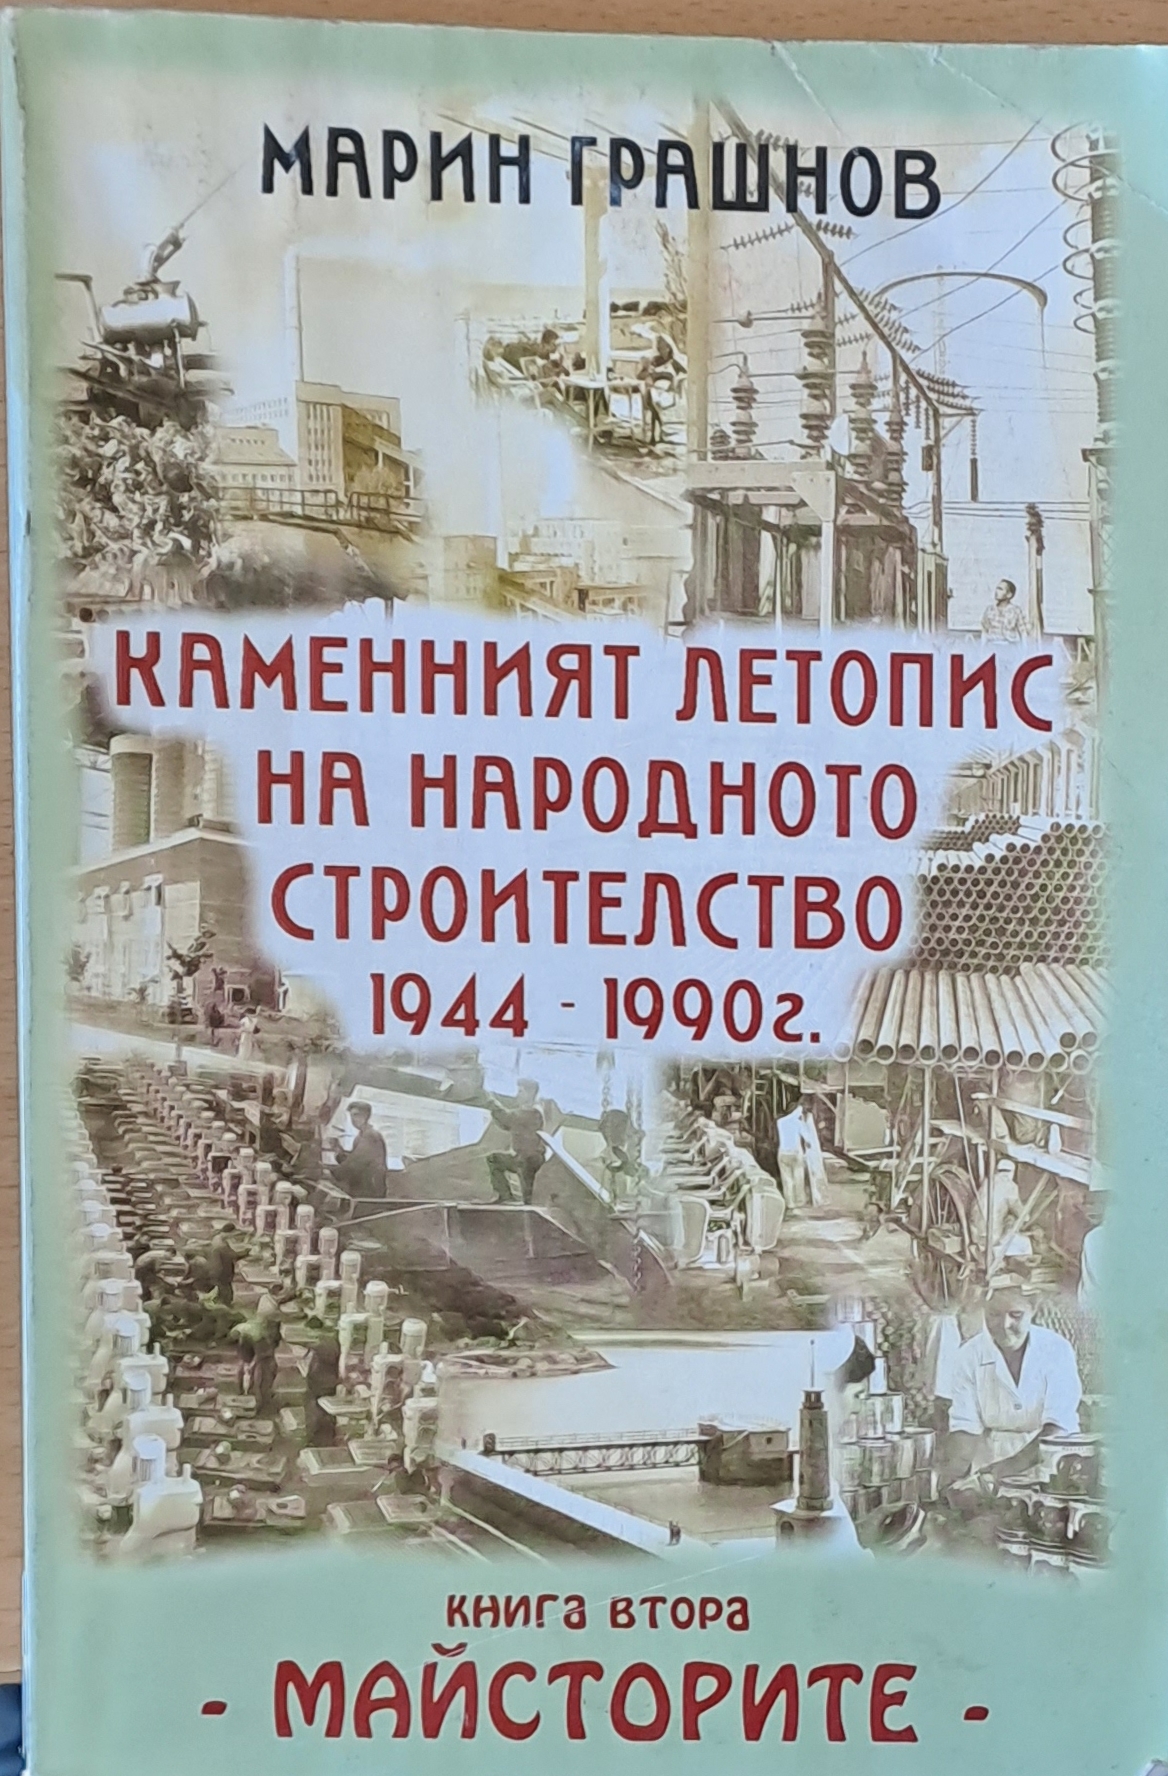 МАРИН ГРАШНОВ
КАМЕННИЯТ ЛЕТОПИС
НА НАРОДНОТО
СТРОИТЕЛСТВО
1944 - 1990г.
КНИГА ВТОРА
- МАЙСТОРИТЕ -